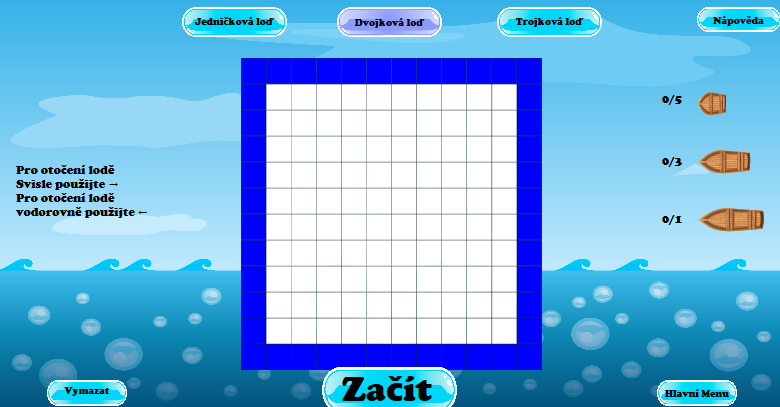 Jedničková loď
Dvojková loď
Trojková loď
Nápověda
0/5
0/3
0/1
Pro otočení lodě
Svisle použijte →
Pro otočení lodě
vodorovně použijte ←
Vymazat
Začít
Hlavní Menu